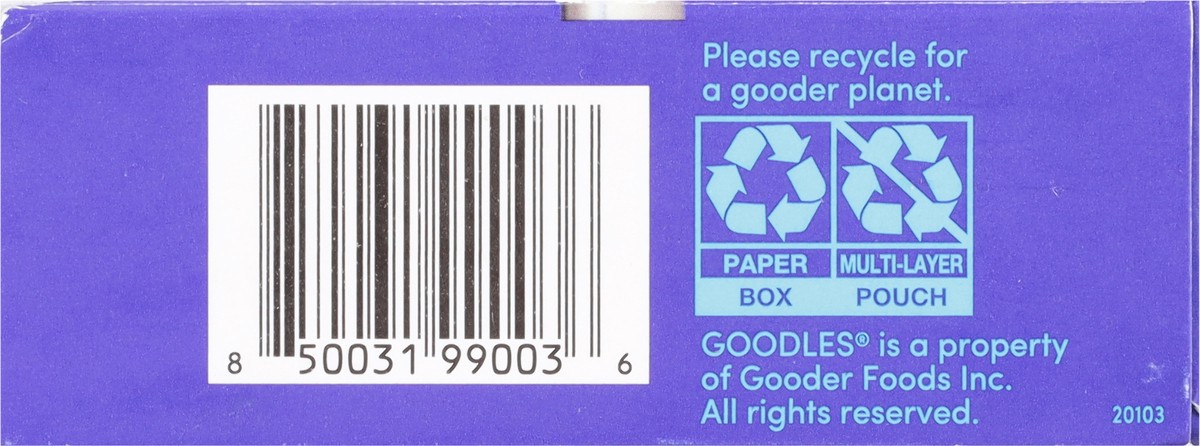 Please recycle for
a gooder planet.
PAPER
BOX
MULTI-LAYER
POUCH
GOODLES® is a property
of Gooder Foods Inc.
All rights reserved.
20103
8 50031 99003 6